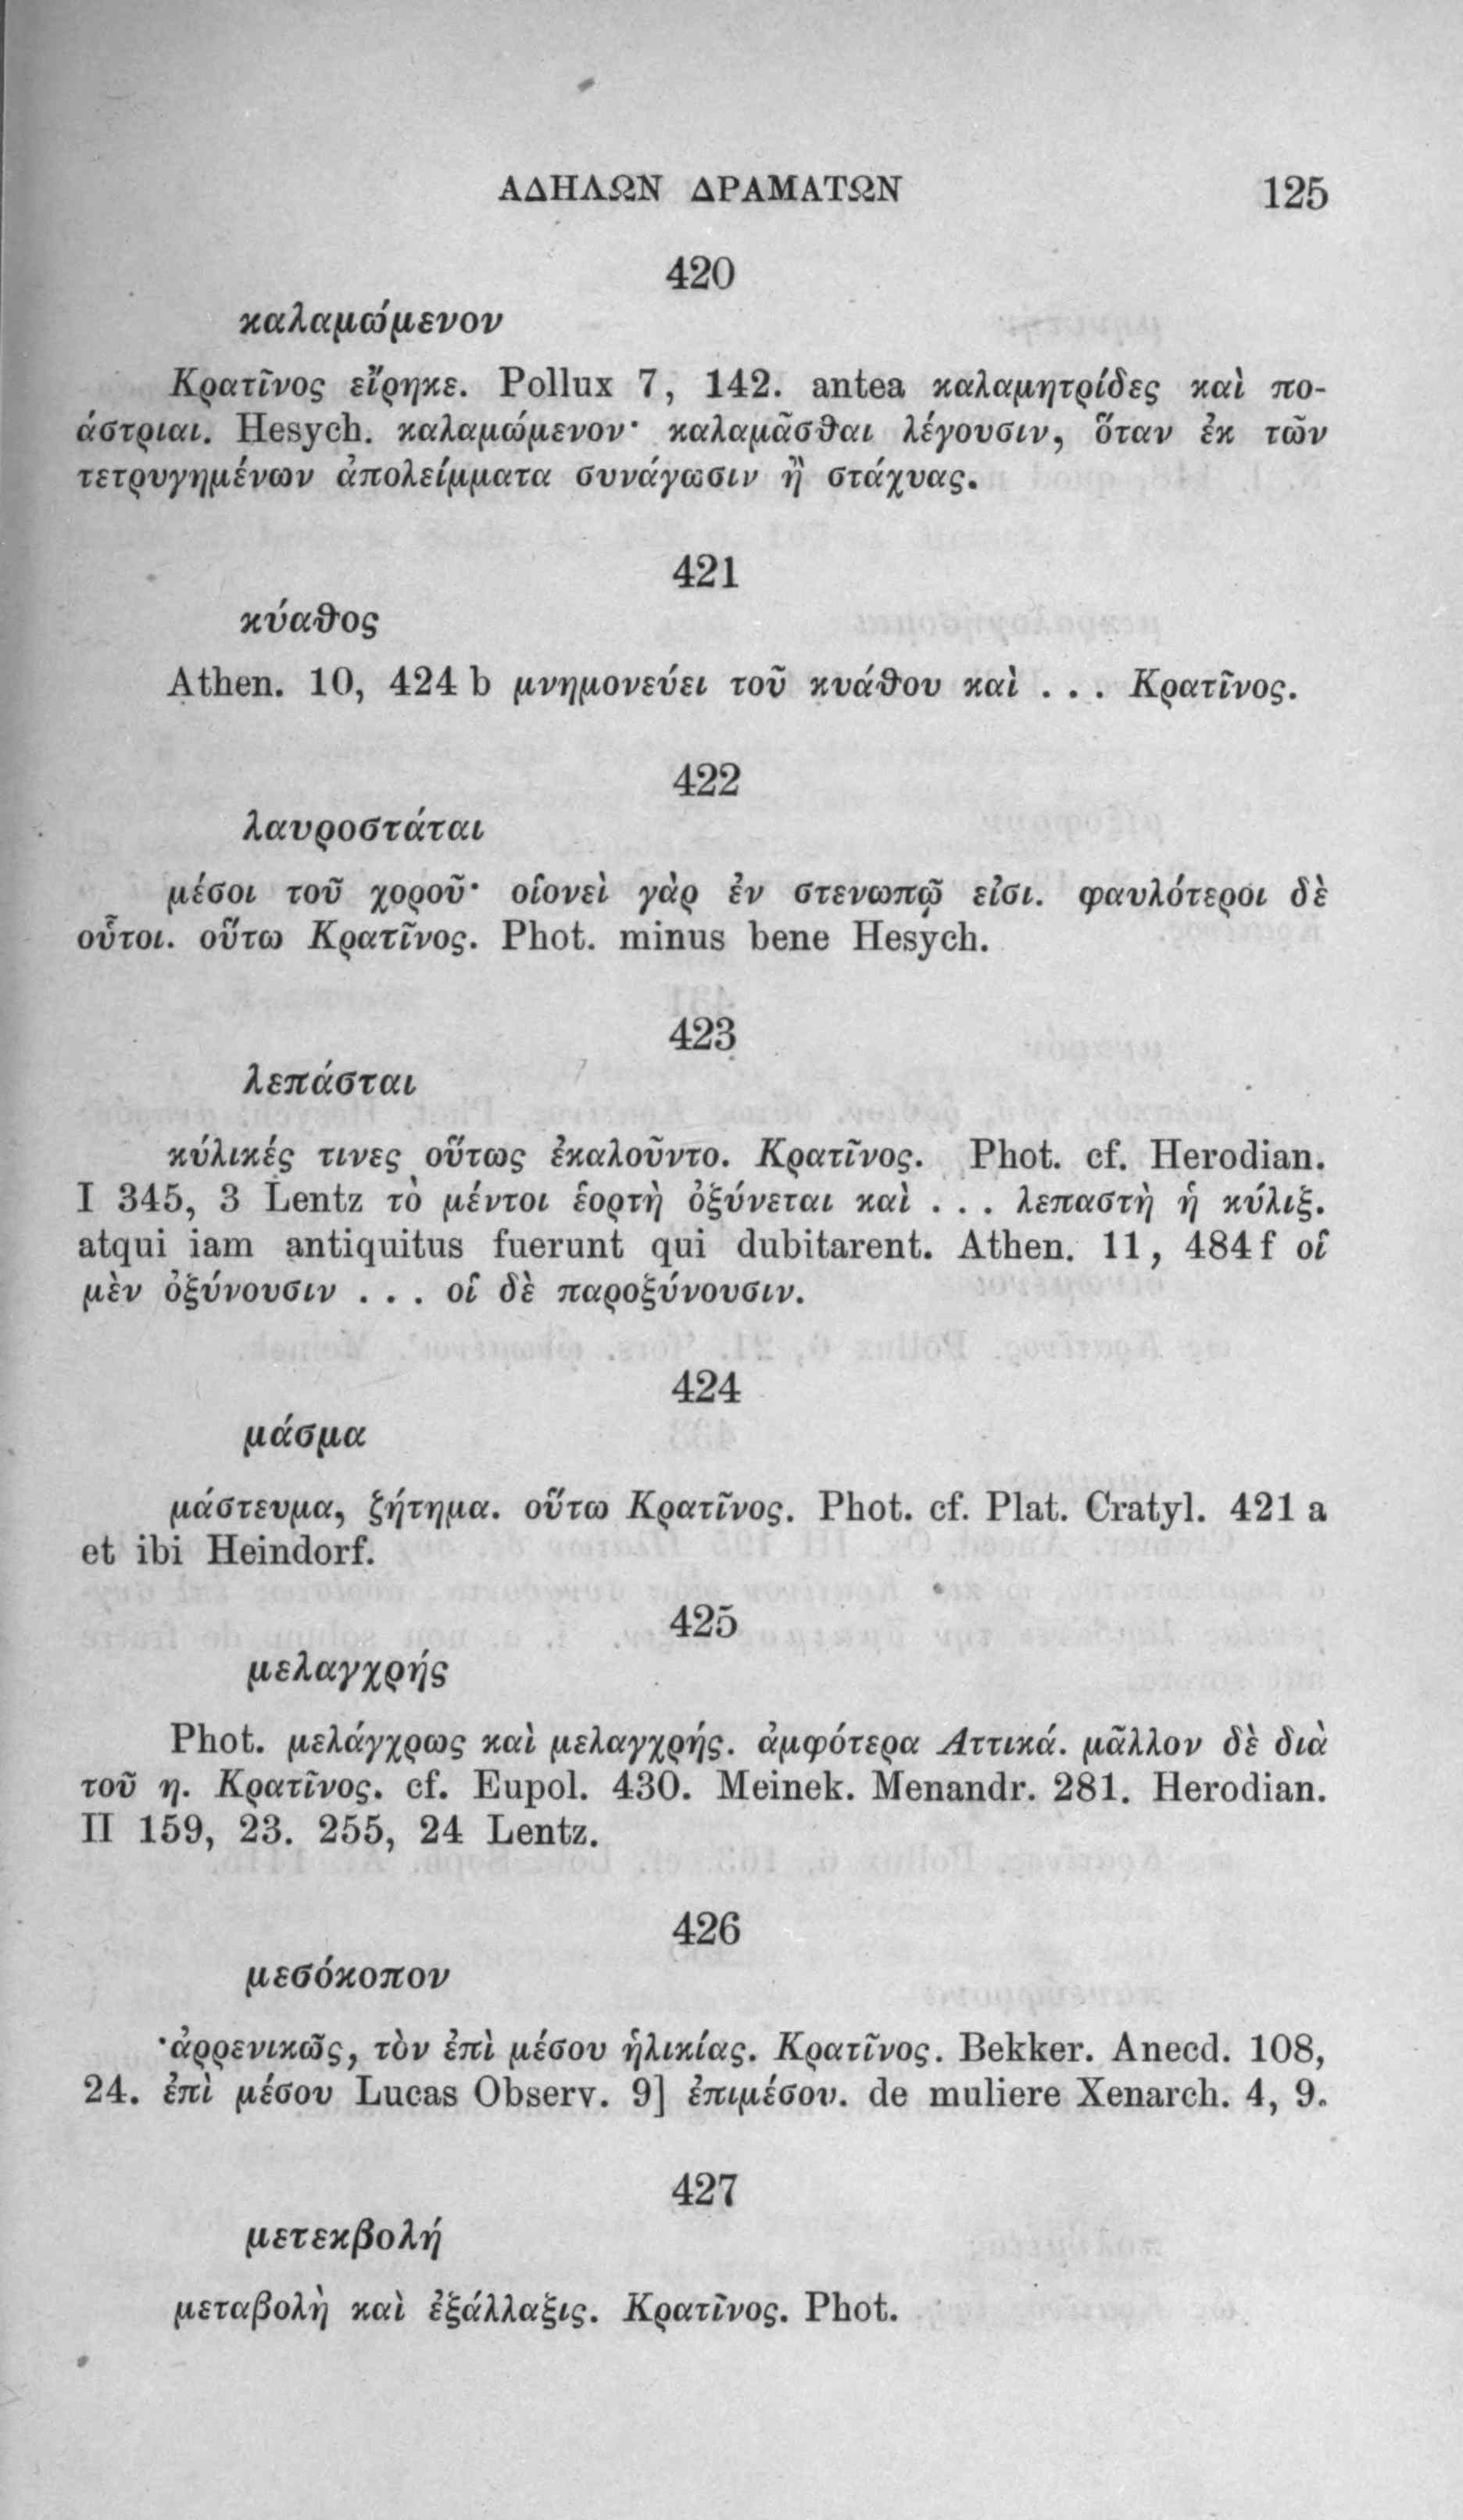 ΑΔΗΛΩΝ ΔΡΑΜΑΤΩΝ 125
420
καλαμώμενον
Κρατῖνος εἴρηκε. Pollux 7, 142. antea καλαμητρίδες καὶ πο-
άστριαι. Hesych. καλαμώμενον· καλαμᾶσθαι λέγουσιν, ὅταν ἐκ τῶν
τετρυγημένων ἀπολείμματα συνάγωσιν ἢ στάχυας.
421
κύαθος
Athen. 10, 424 b μνημονεύει τοῦ κυάθου καὶ . . . Κρατῖνος.
422
λαυροστάται
μέσοι τοῦ χοροῦ· οἱονεὶ γὰρ ἐν στενωπῷ εἰσι. φαυλότεροι δὲ
οὗτοι. οὕτω Κρατῖνος. Phot. minus bene Hesych.
423
λεπάσται
κύλικές τινες οὕτως ἐκαλοῦντο. Κρατῖνος. Phot. cf. Herodian.
I 345, 3 Lentz τὸ μέντοι ἑορτὴ ὀξύνεται καὶ . . . λεπαστὴ ἡ κύλιξ.
atqui iam antiquitus fuerunt qui dubitarent. Athen. 11, 484 f οἱ
μὲν ὀξύνουσιν . . . οἱ δὲ παροξύνουσιν.
424
μάσμα
μάστευμα, ζήτημα. οὕτω Κρατῖνος. Phot. cf. Plat. Cratyl. 421 a
et ibi Heindorf.
425
μελαγχρής
Phot. μελάγχρως καὶ μελαγχρής. ἀμφότερα Ἀττικά. μᾶλλον δὲ διὰ
τοῦ η. Κρατῖνος. cf. Eupol. 430. Meinek. Menandr. 281. Herodian.
II 159, 23. 255, 24 Lentz.
426
μεσόκοπον
ἀρρενικῶς, τὸν ἐπὶ μέσου ἡλικίας. Κρατῖνος. Bekker. Anecd. 108,
24. ἐπὶ μέσου Lucas Observ. 9] ἐπιμέσου. de muliere Xenarch. 4, 9.
427
μετεκβολή
μεταβολὴ καὶ ἐξάλλαξις. Κρατῖνος. Phot.